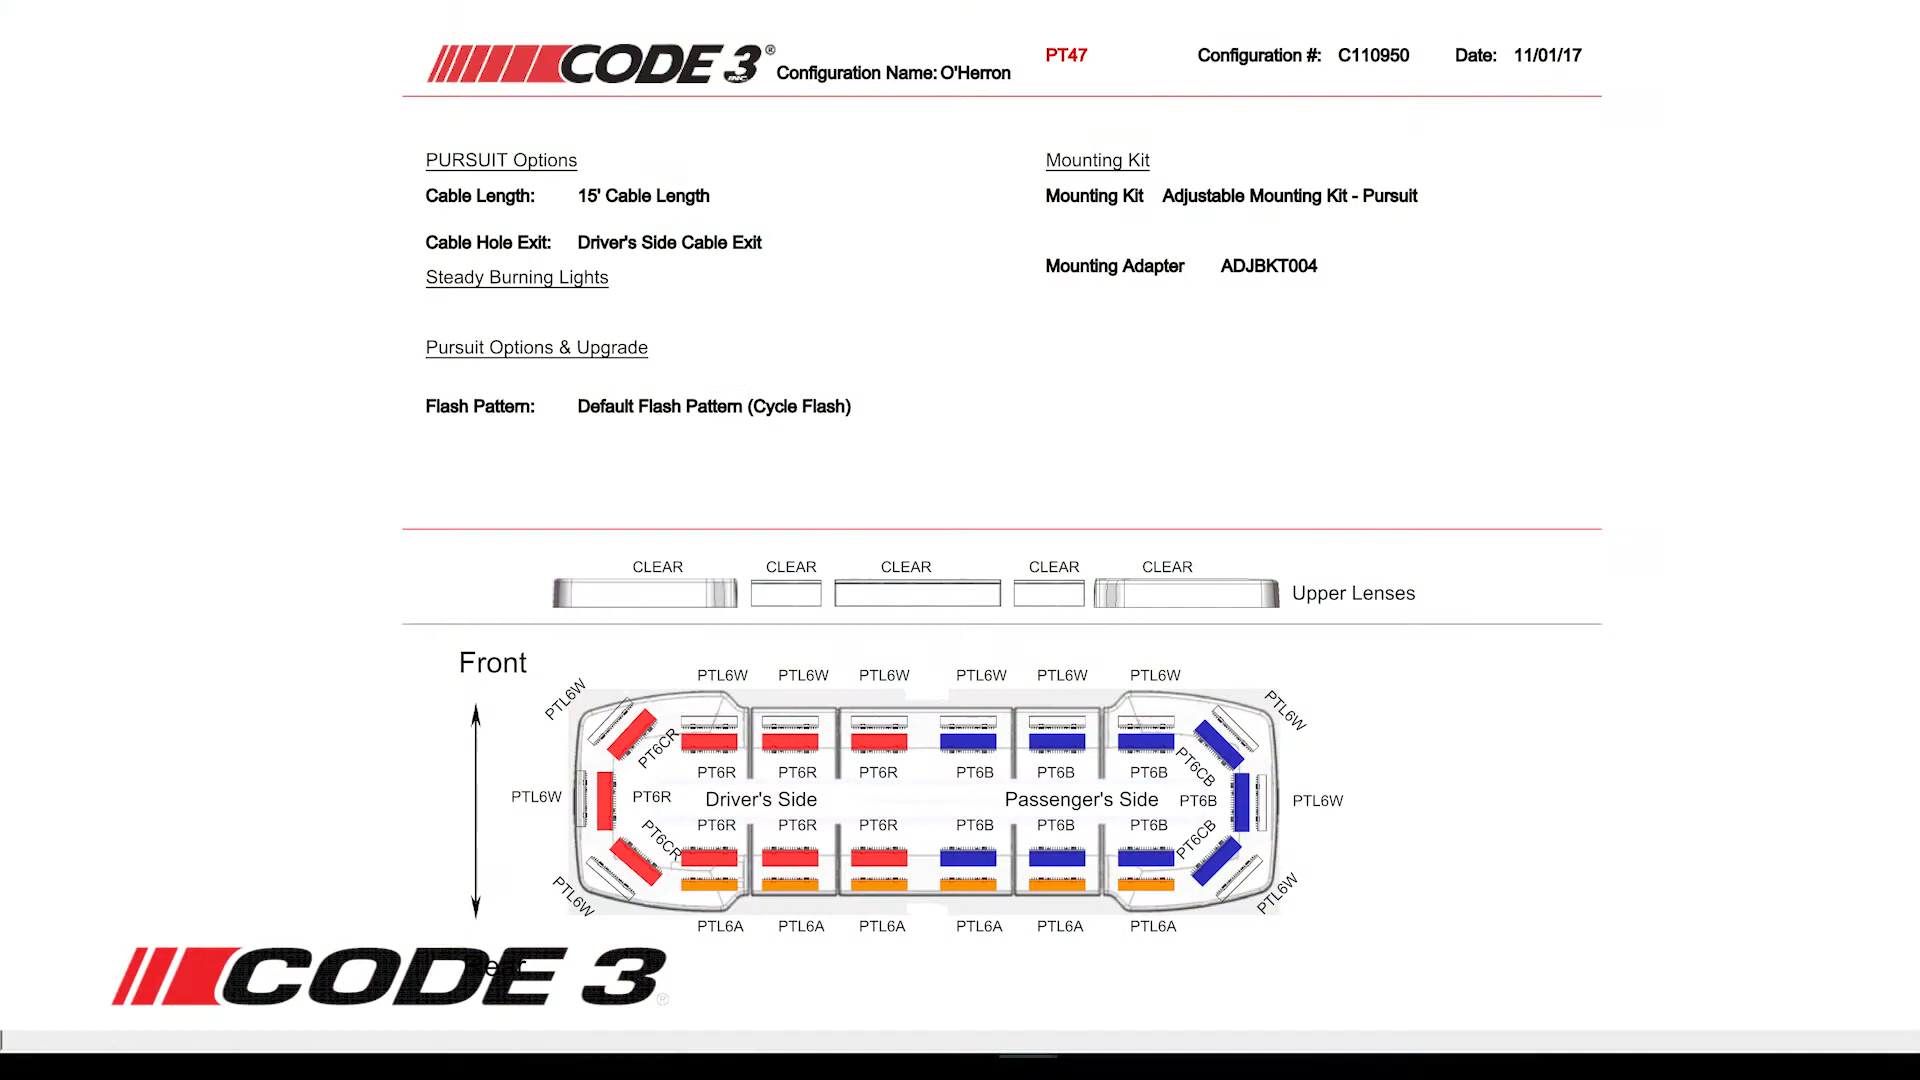 CODE 3® INC Configuration Name: O'Herron PT47 Configuration #: C110950 Date: 11/01/17
PURSUIT Options
Cable Length: 15' Cable Length
Cable Hole Exit: Driver's Side Cable Exit
Steady Burning Lights
Pursuit Options & Upgrade
Flash Pattern: Default Flash Pattern (Cycle Flash)
Mounting Kit
Mounting Kit Adjustable Mounting Kit - Pursuit
Mounting Adapter ADJBKT004
CLEAR CLEAR CLEAR CLEAR CLEAR
Upper Lenses
Front
PTL6W PTL6W PTL6W PTL6W PTL6W PTL6W
PTL6W PTL6W
PT6CR PT6CB
PT6R PT6R PT6R PT6B PT6B PT6B
PTL6W PT6R Driver's Side Passenger's Side PT6B PTL6W
PT6R PT6R PT6R PT6B PT6B PT6B
PT6CR PT6CB
PTL6W PTL6W
PTL6A PTL6A PTL6A PTL6A PTL6A PTL6A
CODE 3®